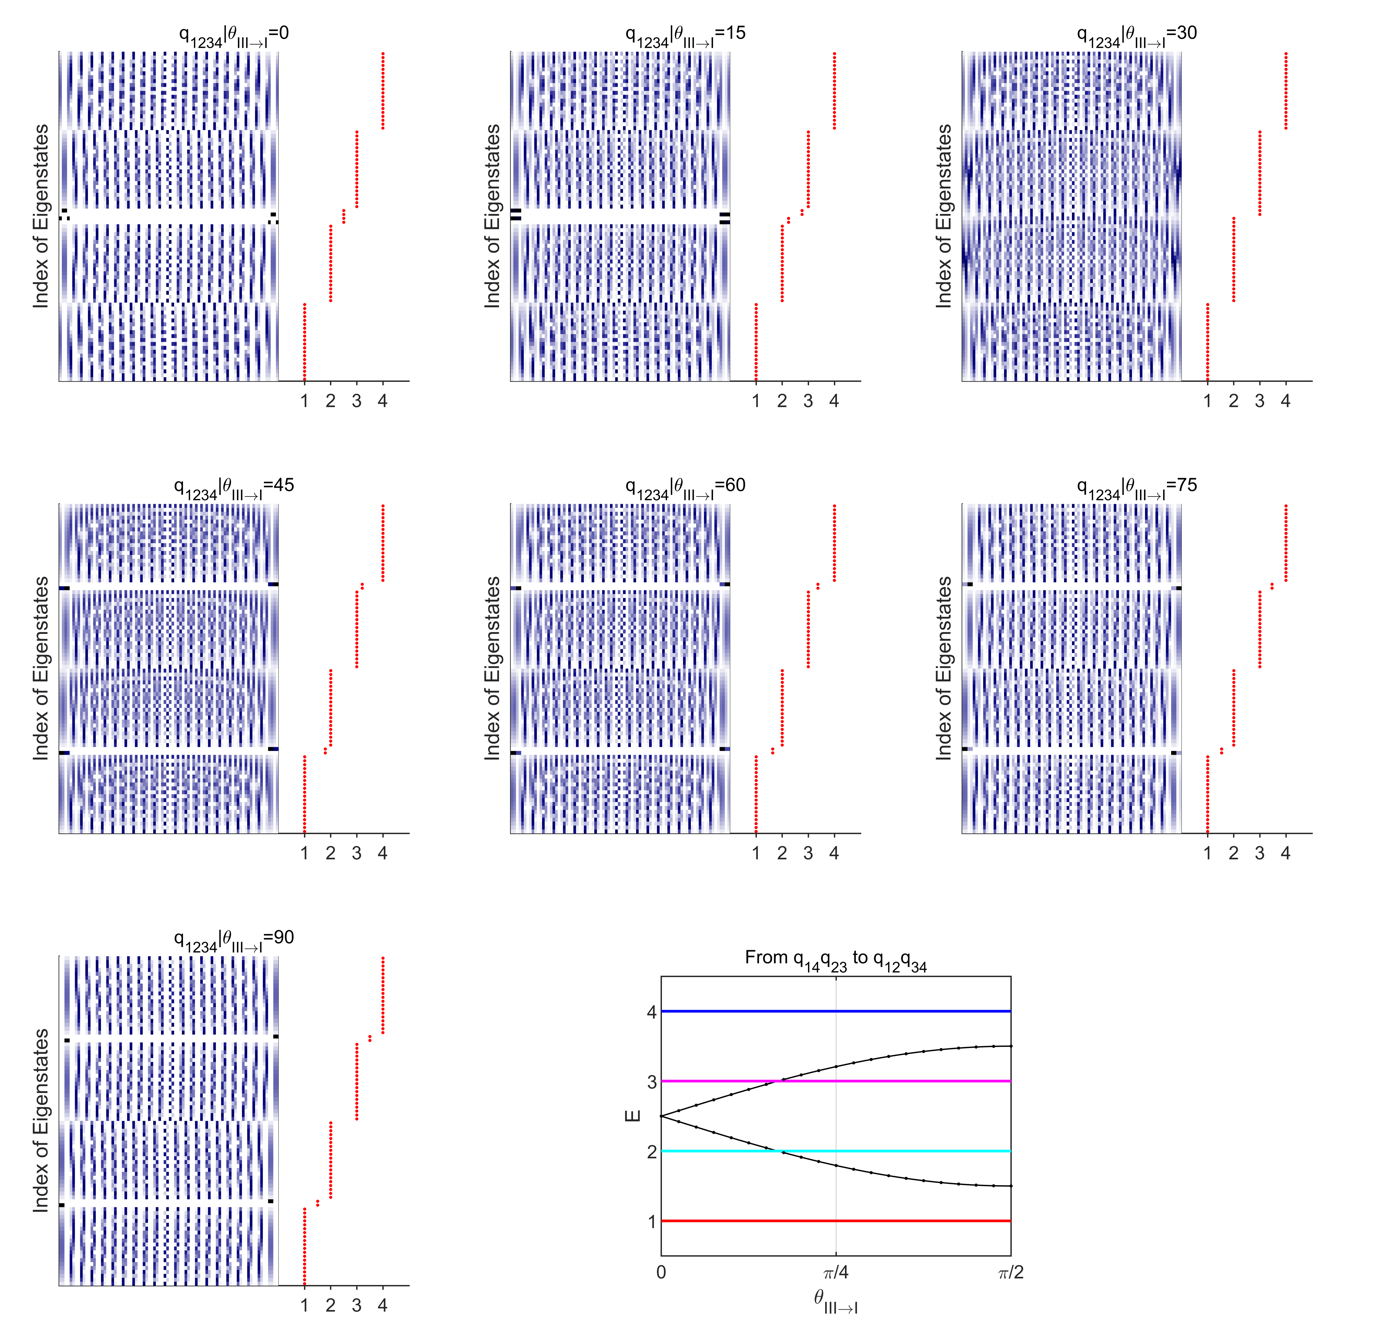 q1234|θIII→I=0
Index of Eigenstates
1 2 3 4
q1234|θIII→I=15
Index of Eigenstates
1 2 3 4
q1234|θIII→I=30
Index of Eigenstates
1 2 3 4
q1234|θIII→I=45
Index of Eigenstates
1 2 3 4
q1234|θIII→I=60
Index of Eigenstates
1 2 3 4
q1234|θIII→I=75
Index of Eigenstates
1 2 3 4
q1234|θIII→I=90
Index of Eigenstates
1 2 3 4
From q14q23 to q12q34
E
4
3
2
1
0 π/4 π/2
θIII→I